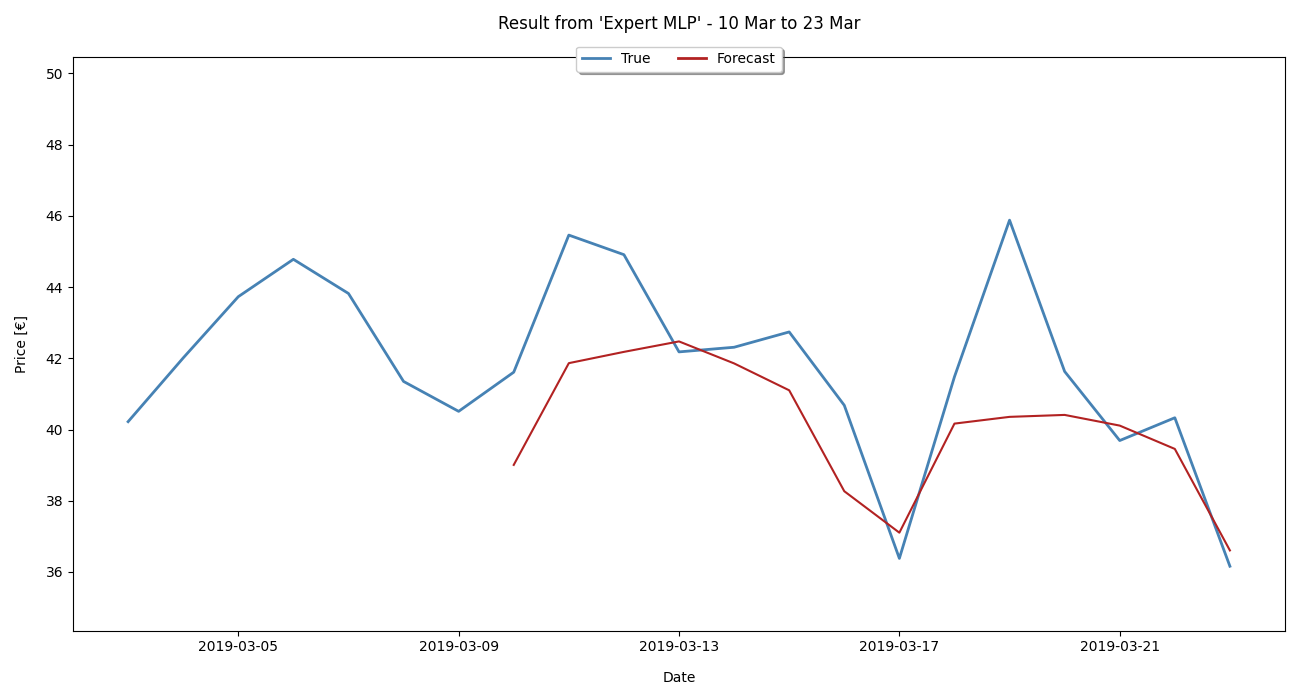 Result from 'Expert MLP' - 10 Mar to 23 Mar
True Forecast
50
48
46
44
42
40
38
36
Price [€]
2019-03-05 2019-03-09 2019-03-13 2019-03-17 2019-03-21
Date